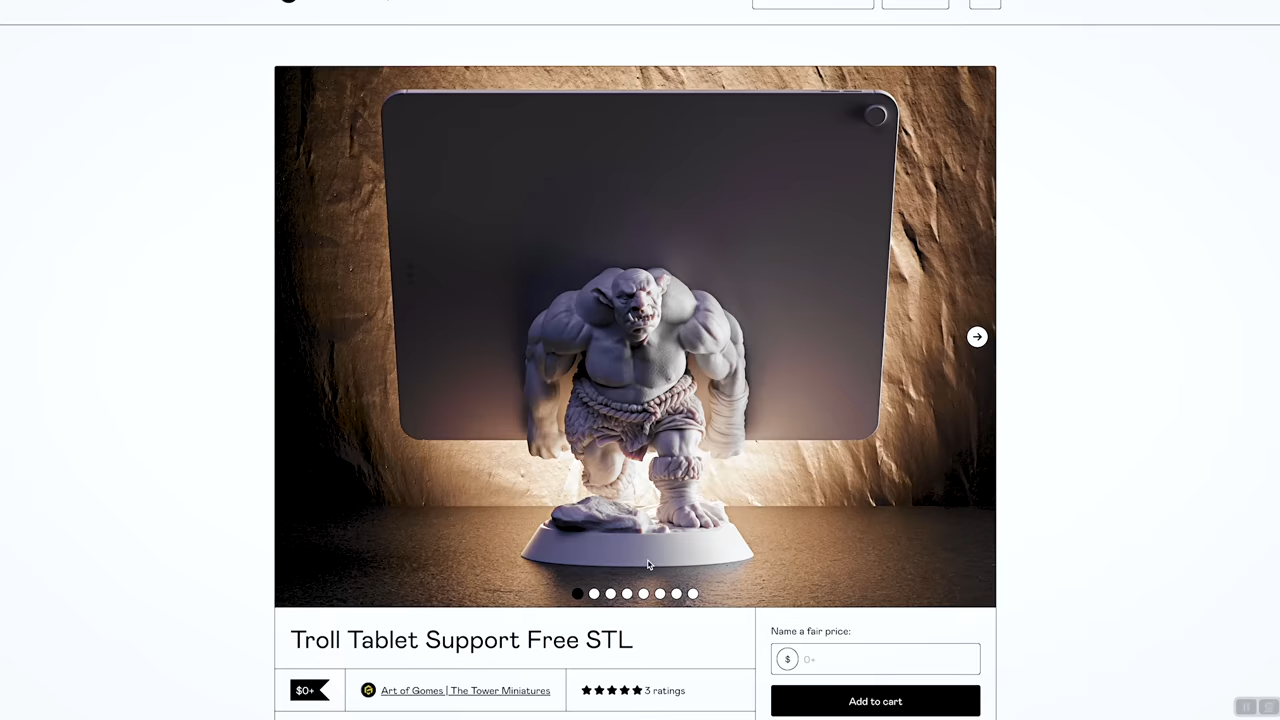 Troll Tablet Support Free STL
$0+
Art of Gomes | The Tower Miniatures
3 ratings
Name a fair price:
$ 0+
Add to cart